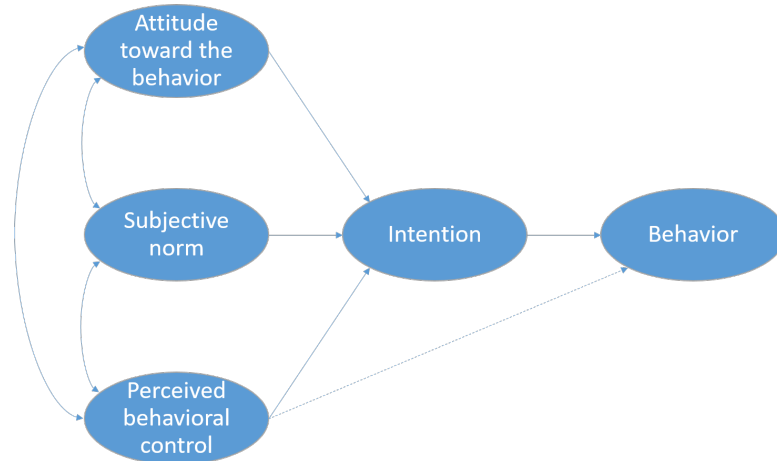 Attitude
toward the
behavior
Subjective
norm
Intention
Behavior
Perceived
behavioral
control